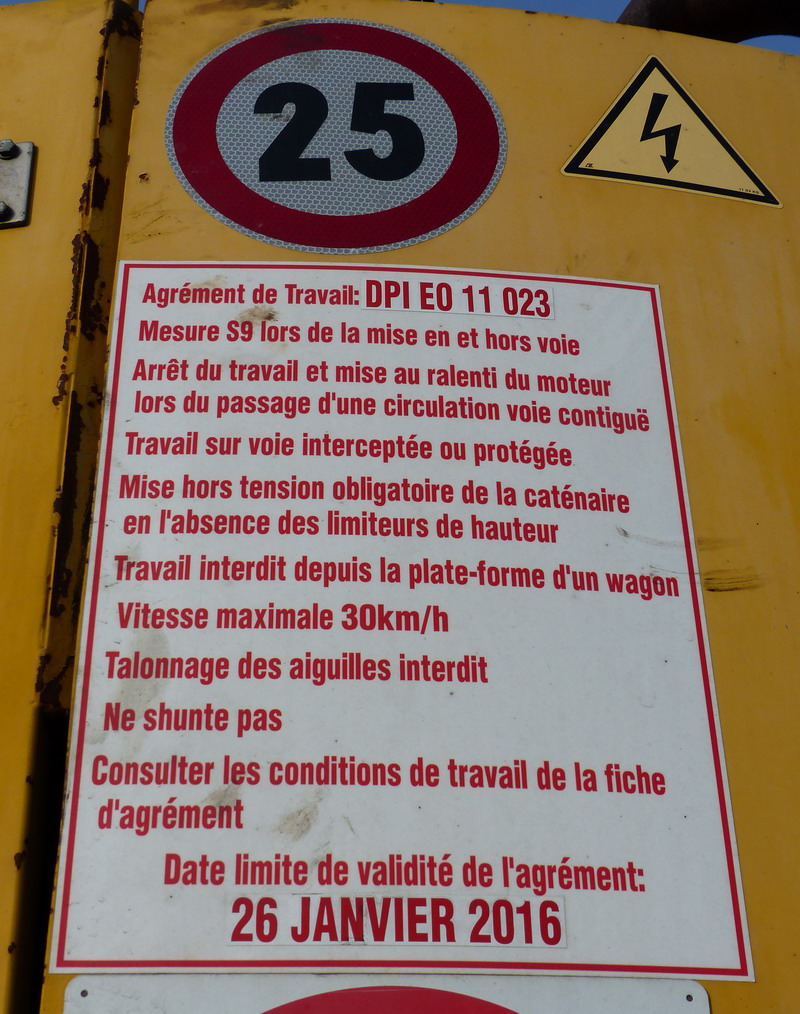 25
Agrément de Travail: DPI EO 11 023
Mesure S9 lors de la mise en et hors voie
Arrêt du travail et mise au ralenti du moteur
lors du passage d'une circulation voie contiguë
Travail sur voie interceptée ou protégée
Mise hors tension obligatoire de la caténaire
en l'absence des limiteurs de hauteur
Travail interdit depuis la plate-forme d'un wagon
Vitesse maximale 30km/h
Talonnage des aiguilles interdit
Ne shunte pas
Consulter les conditions de travail de la fiche
d'agrément
Date limite de validité de l'agrément:
26 JANVIER 2016